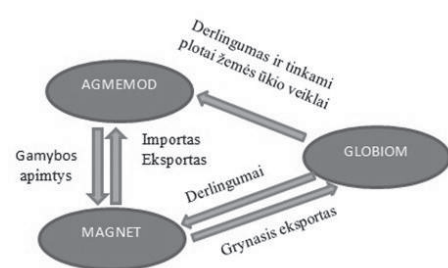 Derlingumas ir tinkami
plotai žemės ūkio veiklai
AGMEMOD
Gamybos
apimtys
Importas
Eksportas
GLOBIOM
Derlingumai
Grynasis eksportas
MAGNET